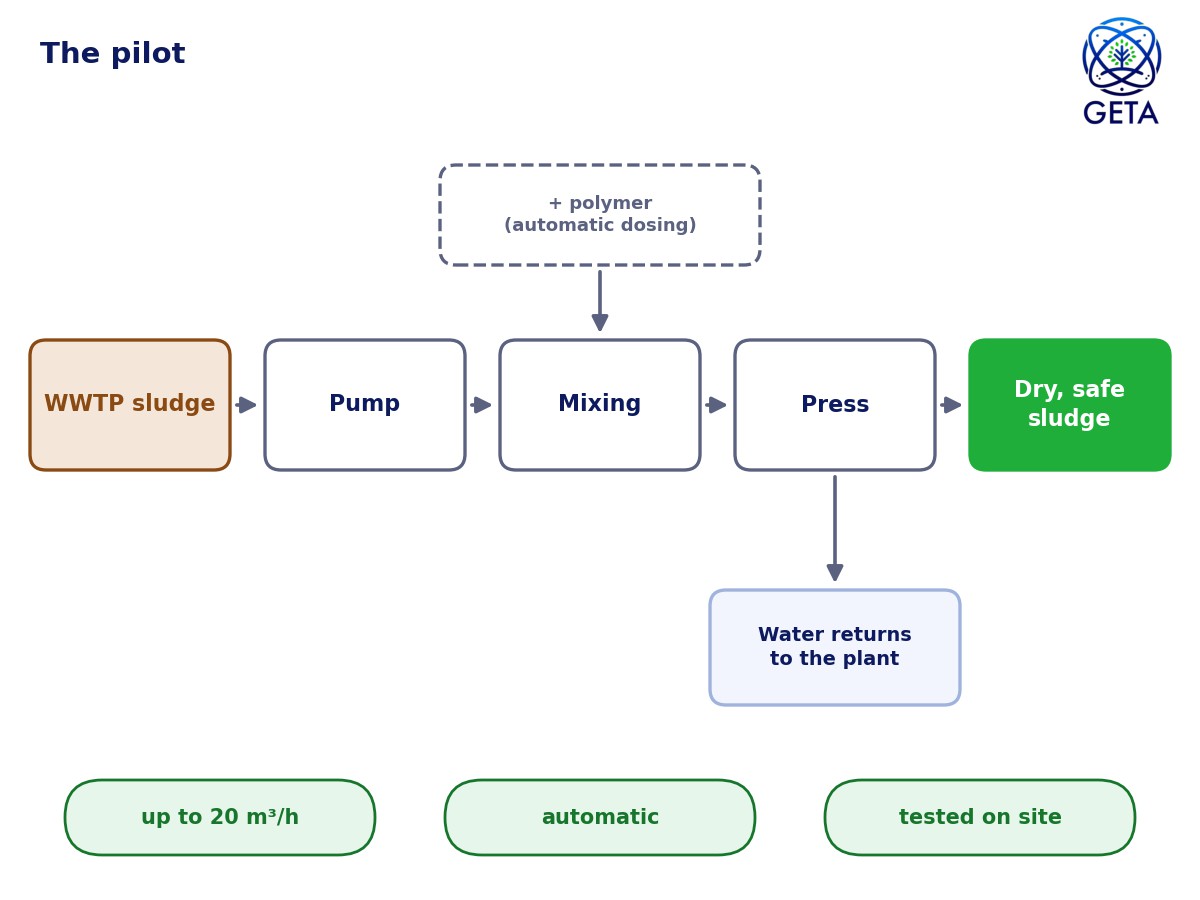 The pilot
GETA
+ polymer
(automatic dosing)
WWTP sludge
Pump
Mixing
Press
Dry, safe
sludge
Water returns
to the plant
up to 20 m³/h
automatic
tested on site